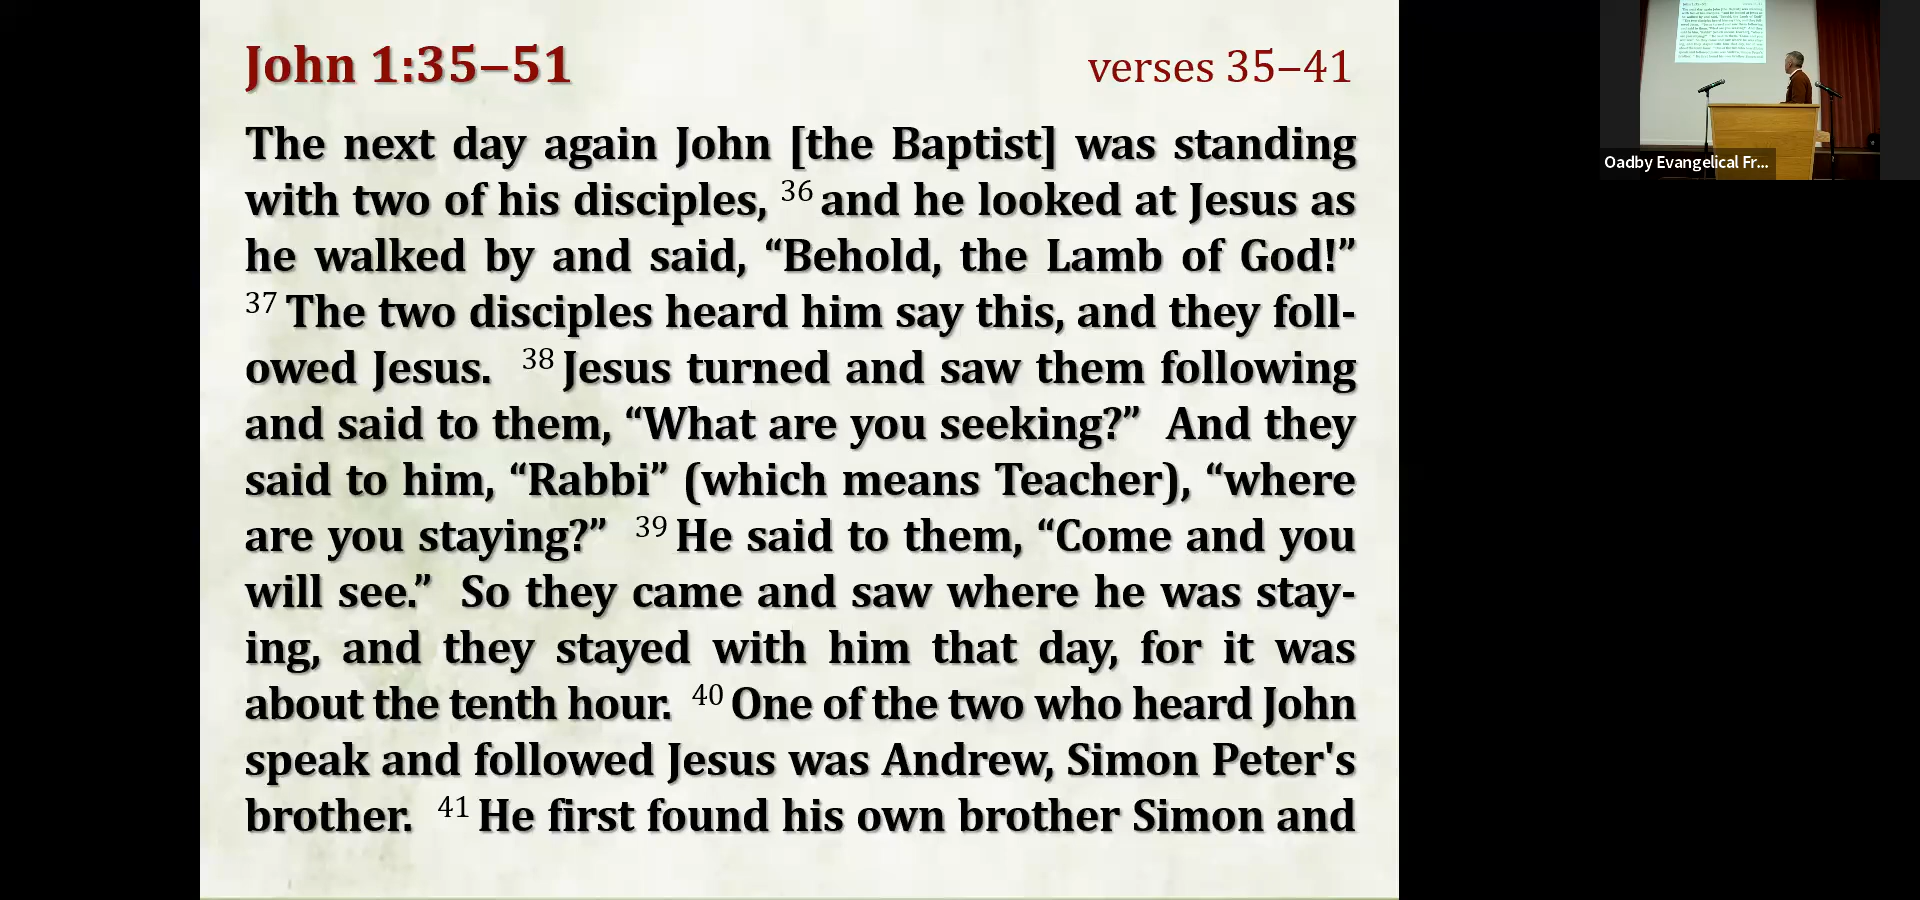 John 1:35–51
verses 35–41
The next day again John [the Baptist] was standing
with two of his disciples, 36 and he looked at Jesus as
he walked by and said, “Behold, the Lamb of God!”
37 The two disciples heard him say this, and they foll-
owed Jesus. 38 Jesus turned and saw them following
and said to them, “What are you seeking?” And they
said to him, “Rabbi” (which means Teacher), “where
are you staying?” 39 He said to them, “Come and you
will see.” So they came and saw where he was stay-
ing, and they stayed with him that day, for it was
about the tenth hour. 40 One of the two who heard John
speak and followed Jesus was Andrew, Simon Peter's
brother. 41 He first found his own brother Simon and
Oadby Evangelical Fr...